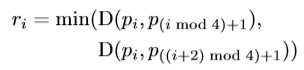 r_i = min(D(p_i, p_{(i mod 4)+1}),
D(p_i, p_{((i+2) mod 4)+1}))